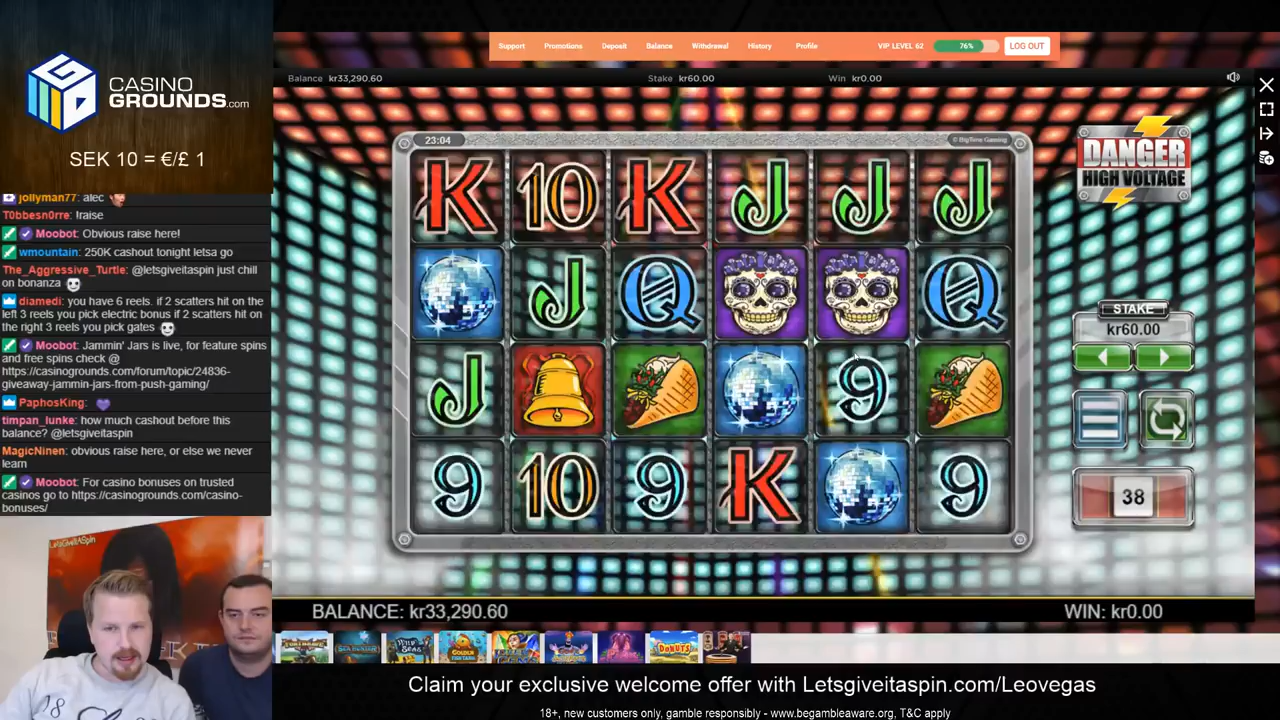 CASINO
GROUNDS.com
SEK 10 = €/£ 1
jollyman77: alec
T0bbesn0rre: !raise
Moobot: Obvious raise here!
wmountain: 250K cashout tonight letsa go
The_Aggressive_Turtle: @letsgiveitaspin just chill
on bonanza
diamedi: you have 6 reels. if 2 scatters hit on the
left 3 reels you pick electric bonus if 2 scatters hit on
the right 3 reels you pick gates
Moobot: Jammin' Jars is live, for feature spins
and free spins check @
https://casinogrounds.com/forum/topic/24836-
giveaway-jammin-jars-from-push-gaming/
PaphosKing:
timpan_lunke: how much cashout before this
balance? @letsgiveitaspin
MagicNinen: obvious raise here, or else we never
learn
Moobot: For casino bonuses on trusted
casinos go to https://casinogrounds.com/casino-
bonuses/
LetsGiveItASpin
Support Promotions Deposit Balance Withdrawal History Profile VIP LEVEL 62 76% LOG OUT
Balance kr33,290.60 Stake kr60.00 Win kr0.00
23:04 © BigTime Gaming
K 10 K J J J
J Q Q
J 9
9 10 9 K 9
DANGER
HIGH VOLTAGE
STAKE
kr60.00
38
BALANCE: kr33,290.60 WIN: kr0.00
DONUTS
Claim your exclusive welcome offer with Letsgiveitaspin.com/Leovegas
18+, new customers only, gamble responsibly - www.begambleaware.org, T&C apply